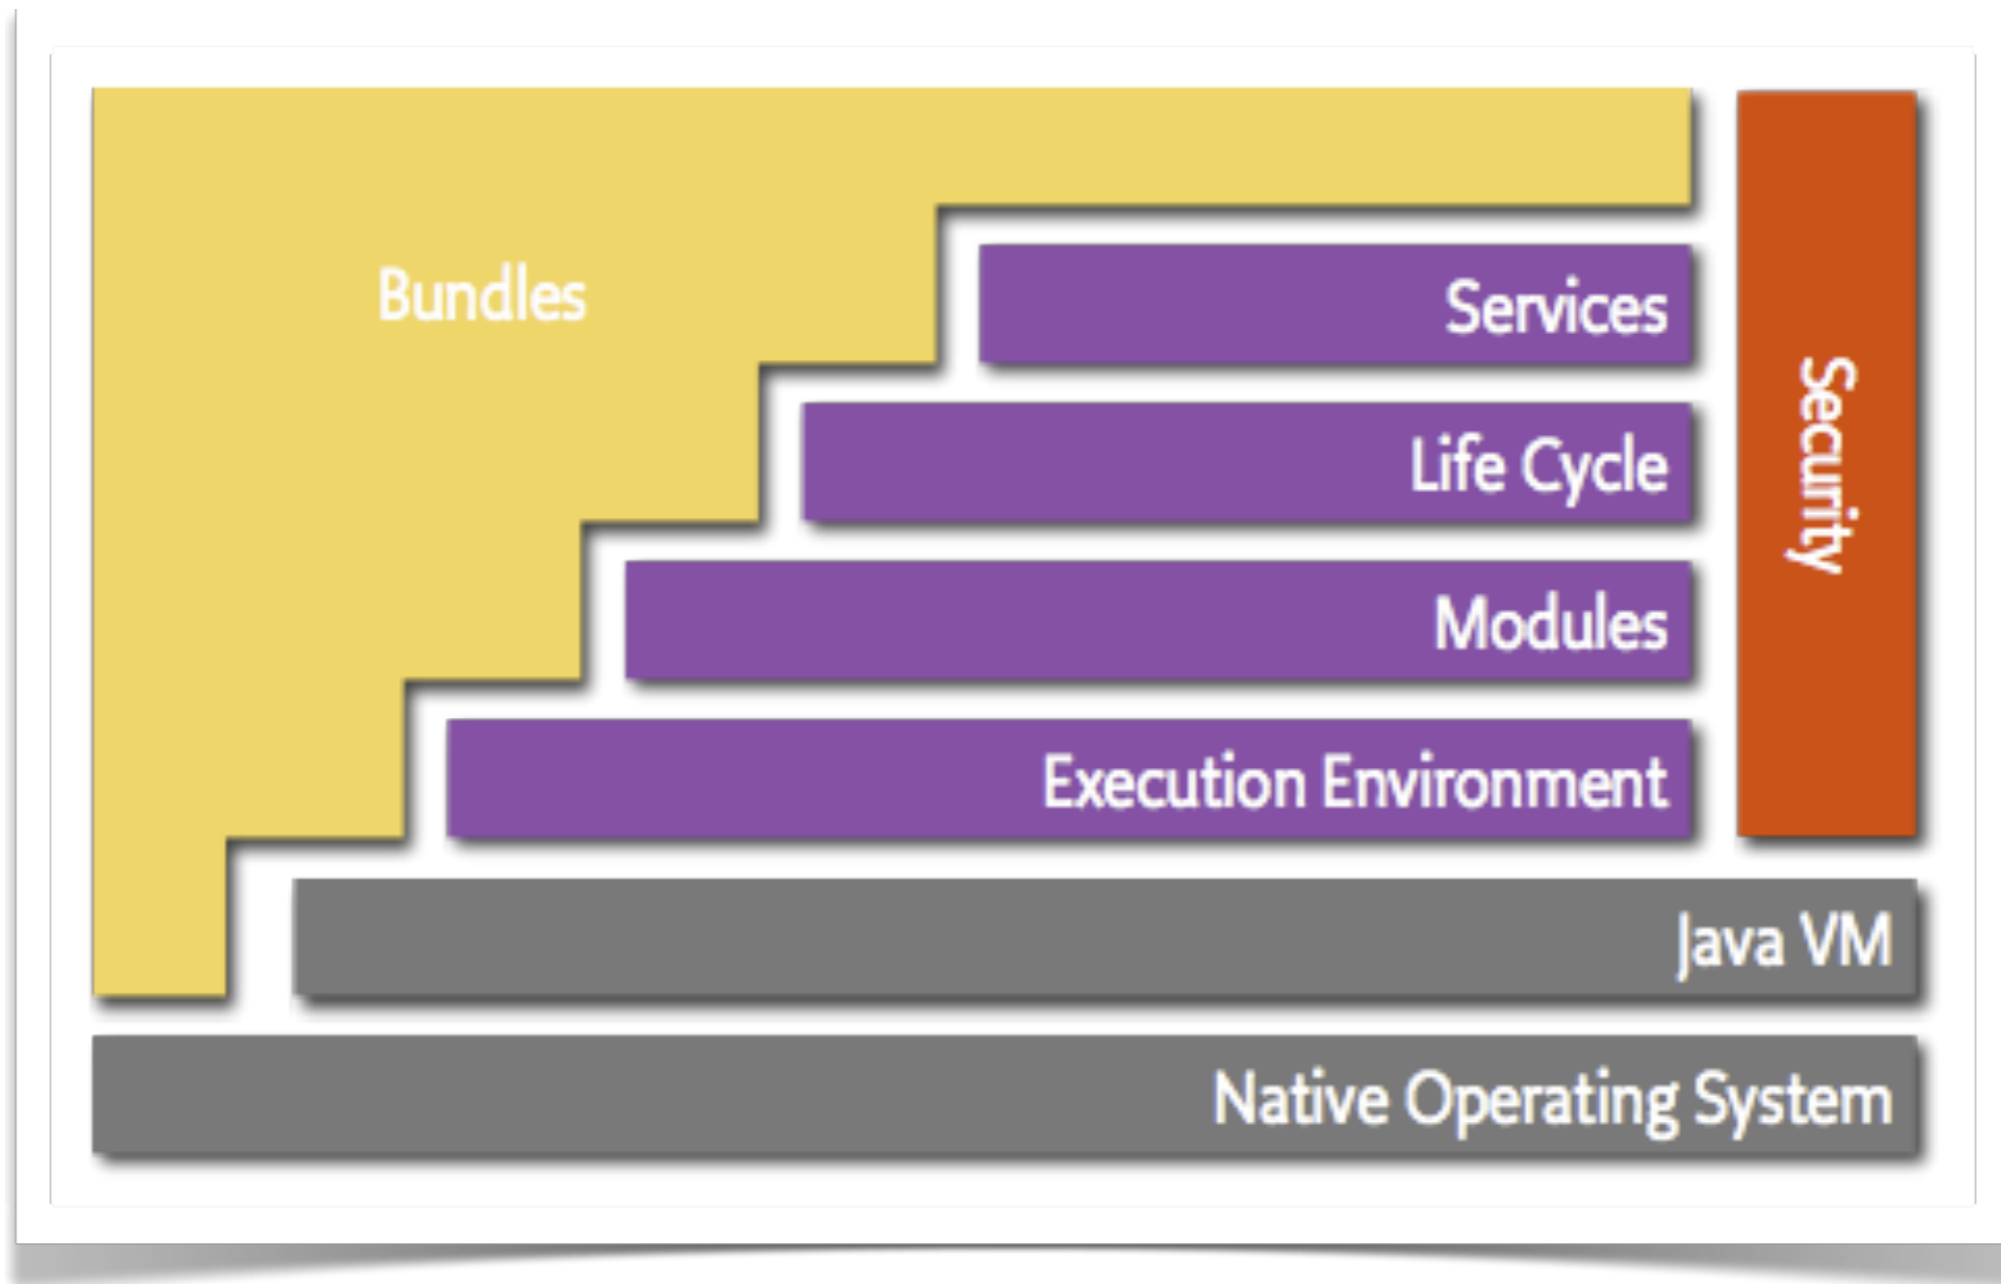 Bundles
Services
Life Cycle
Modules
Execution Environment
Security
Java VM
Native Operating System